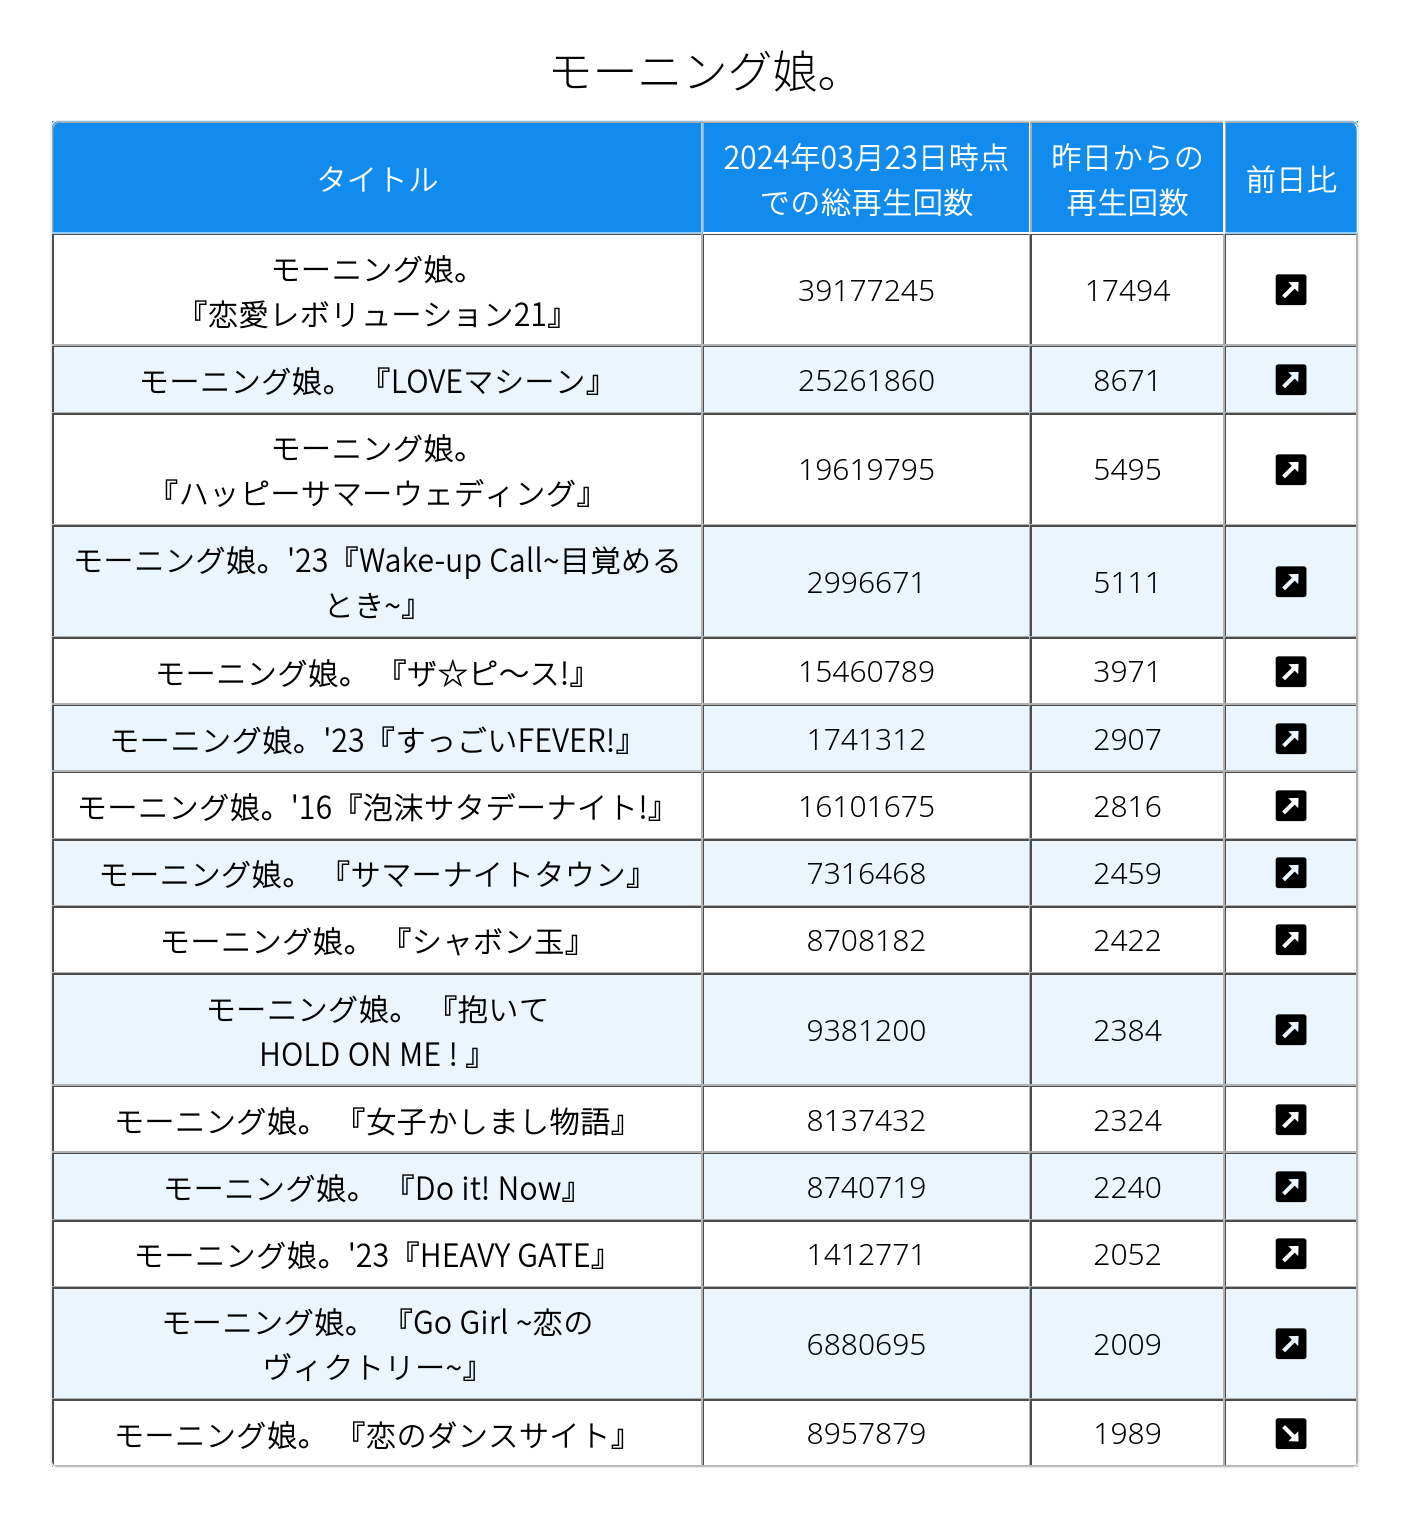 モーニング娘。
タイトル
2024年03月23日時点
での総再生回数
昨日からの
再生回数
前日比
モーニング娘。
『恋愛レボリューション21』
39177245
17494
↗
モーニング娘。 『LOVEマシーン』
25261860
8671
↗
モーニング娘。
『ハッピーサマーウェディング』
19619795
5495
↗
モーニング娘。'23『Wake-up Call~目覚める
とき~』
2996671
5111
↗
モーニング娘。 『ザ☆ピ〜ス!』
15460789
3971
↗
モーニング娘。'23『すっごいFEVER!』
1741312
2907
↗
モーニング娘。'16『泡沫サタデーナイト!』
16101675
2816
↗
モーニング娘。 『サマーナイトタウン』
7316468
2459
↗
モーニング娘。 『シャボン玉』
8708182
2422
↗
モーニング娘。 『抱いて
HOLD ON ME ! 』
9381200
2384
↗
モーニング娘。 『女子かしまし物語』
8137432
2324
↗
モーニング娘。 『Do it! Now』
8740719
2240
↗
モーニング娘。'23『HEAVY GATE』
1412771
2052
↗
モーニング娘。 『Go Girl ~恋の
ヴィクトリー~』
6880695
2009
↗
モーニング娘。 『恋のダンスサイト』
8957879
1989
↘